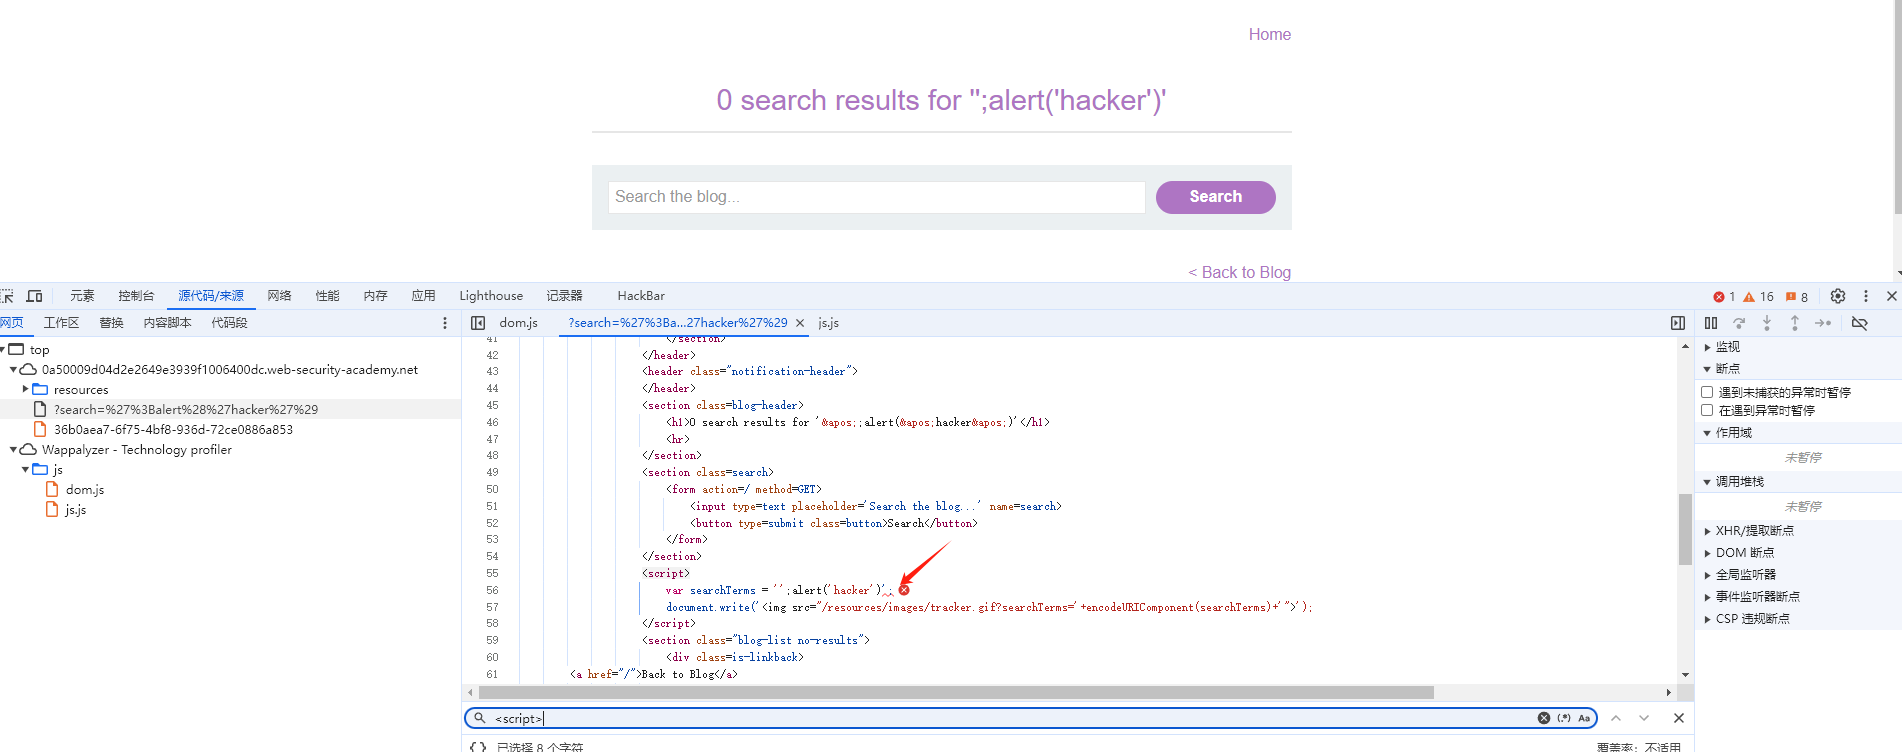 Home
0 search results for '';alert('hacker')'
Search the blog...
Search
< Back to Blog
元素 控制台 源代码/来源 网络 性能 内存 应用 Lighthouse 记录器 HackBar 1 16 8
网页 工作区 替换 内容脚本 代码段
top
0a50009d04d2e2649e3939f1006400dc.web-security-academy.net
resources
?search=%27%3Balert%28%27hacker%27%29
36b0aea7-6f75-4bf8-936d-72ce0886a853
Wappalyzer - Technology profiler
js
dom.js
js.js
dom.js ?search=%27%3Ba...27hacker%27%29 js.js
41 </section>
42 </header>
43 <header class="notification-header">
44 </header>
45 <section class=blog-header>
46 <h1>0 search results for '&apos;;alert(&apos;hacker&apos;)'</h1>
47 <hr>
48 </section>
49 <section class=search>
50 <form action=/ method=GET>
51 <input type=text placeholder='Search the blog...' name=search>
52 <button type=submit class=button>Search</button>
53 </form>
54 </section>
55 <script>
56 var searchTerms = '';alert('hacker')';
57 document.write('<img src="/resources/images/tracker.gif?searchTerms='+encodeURIComponent(searchTerms)+'">');
58 </script>
59 <section class="blog-list no-results">
60 <div class=is-linkback>
61 <a href="/">Back to Blog</a>
<script>
(.*) Aa
{ } 已选择 8 个字符
覆盖率：不适用
监视
断点
遇到未捕获的异常时暂停
在遇到异常时暂停
作用域
未暂停
调用堆栈
未暂停
XHR/提取断点
DOM 断点
全局监听器
事件监听器断点
CSP 违规断点